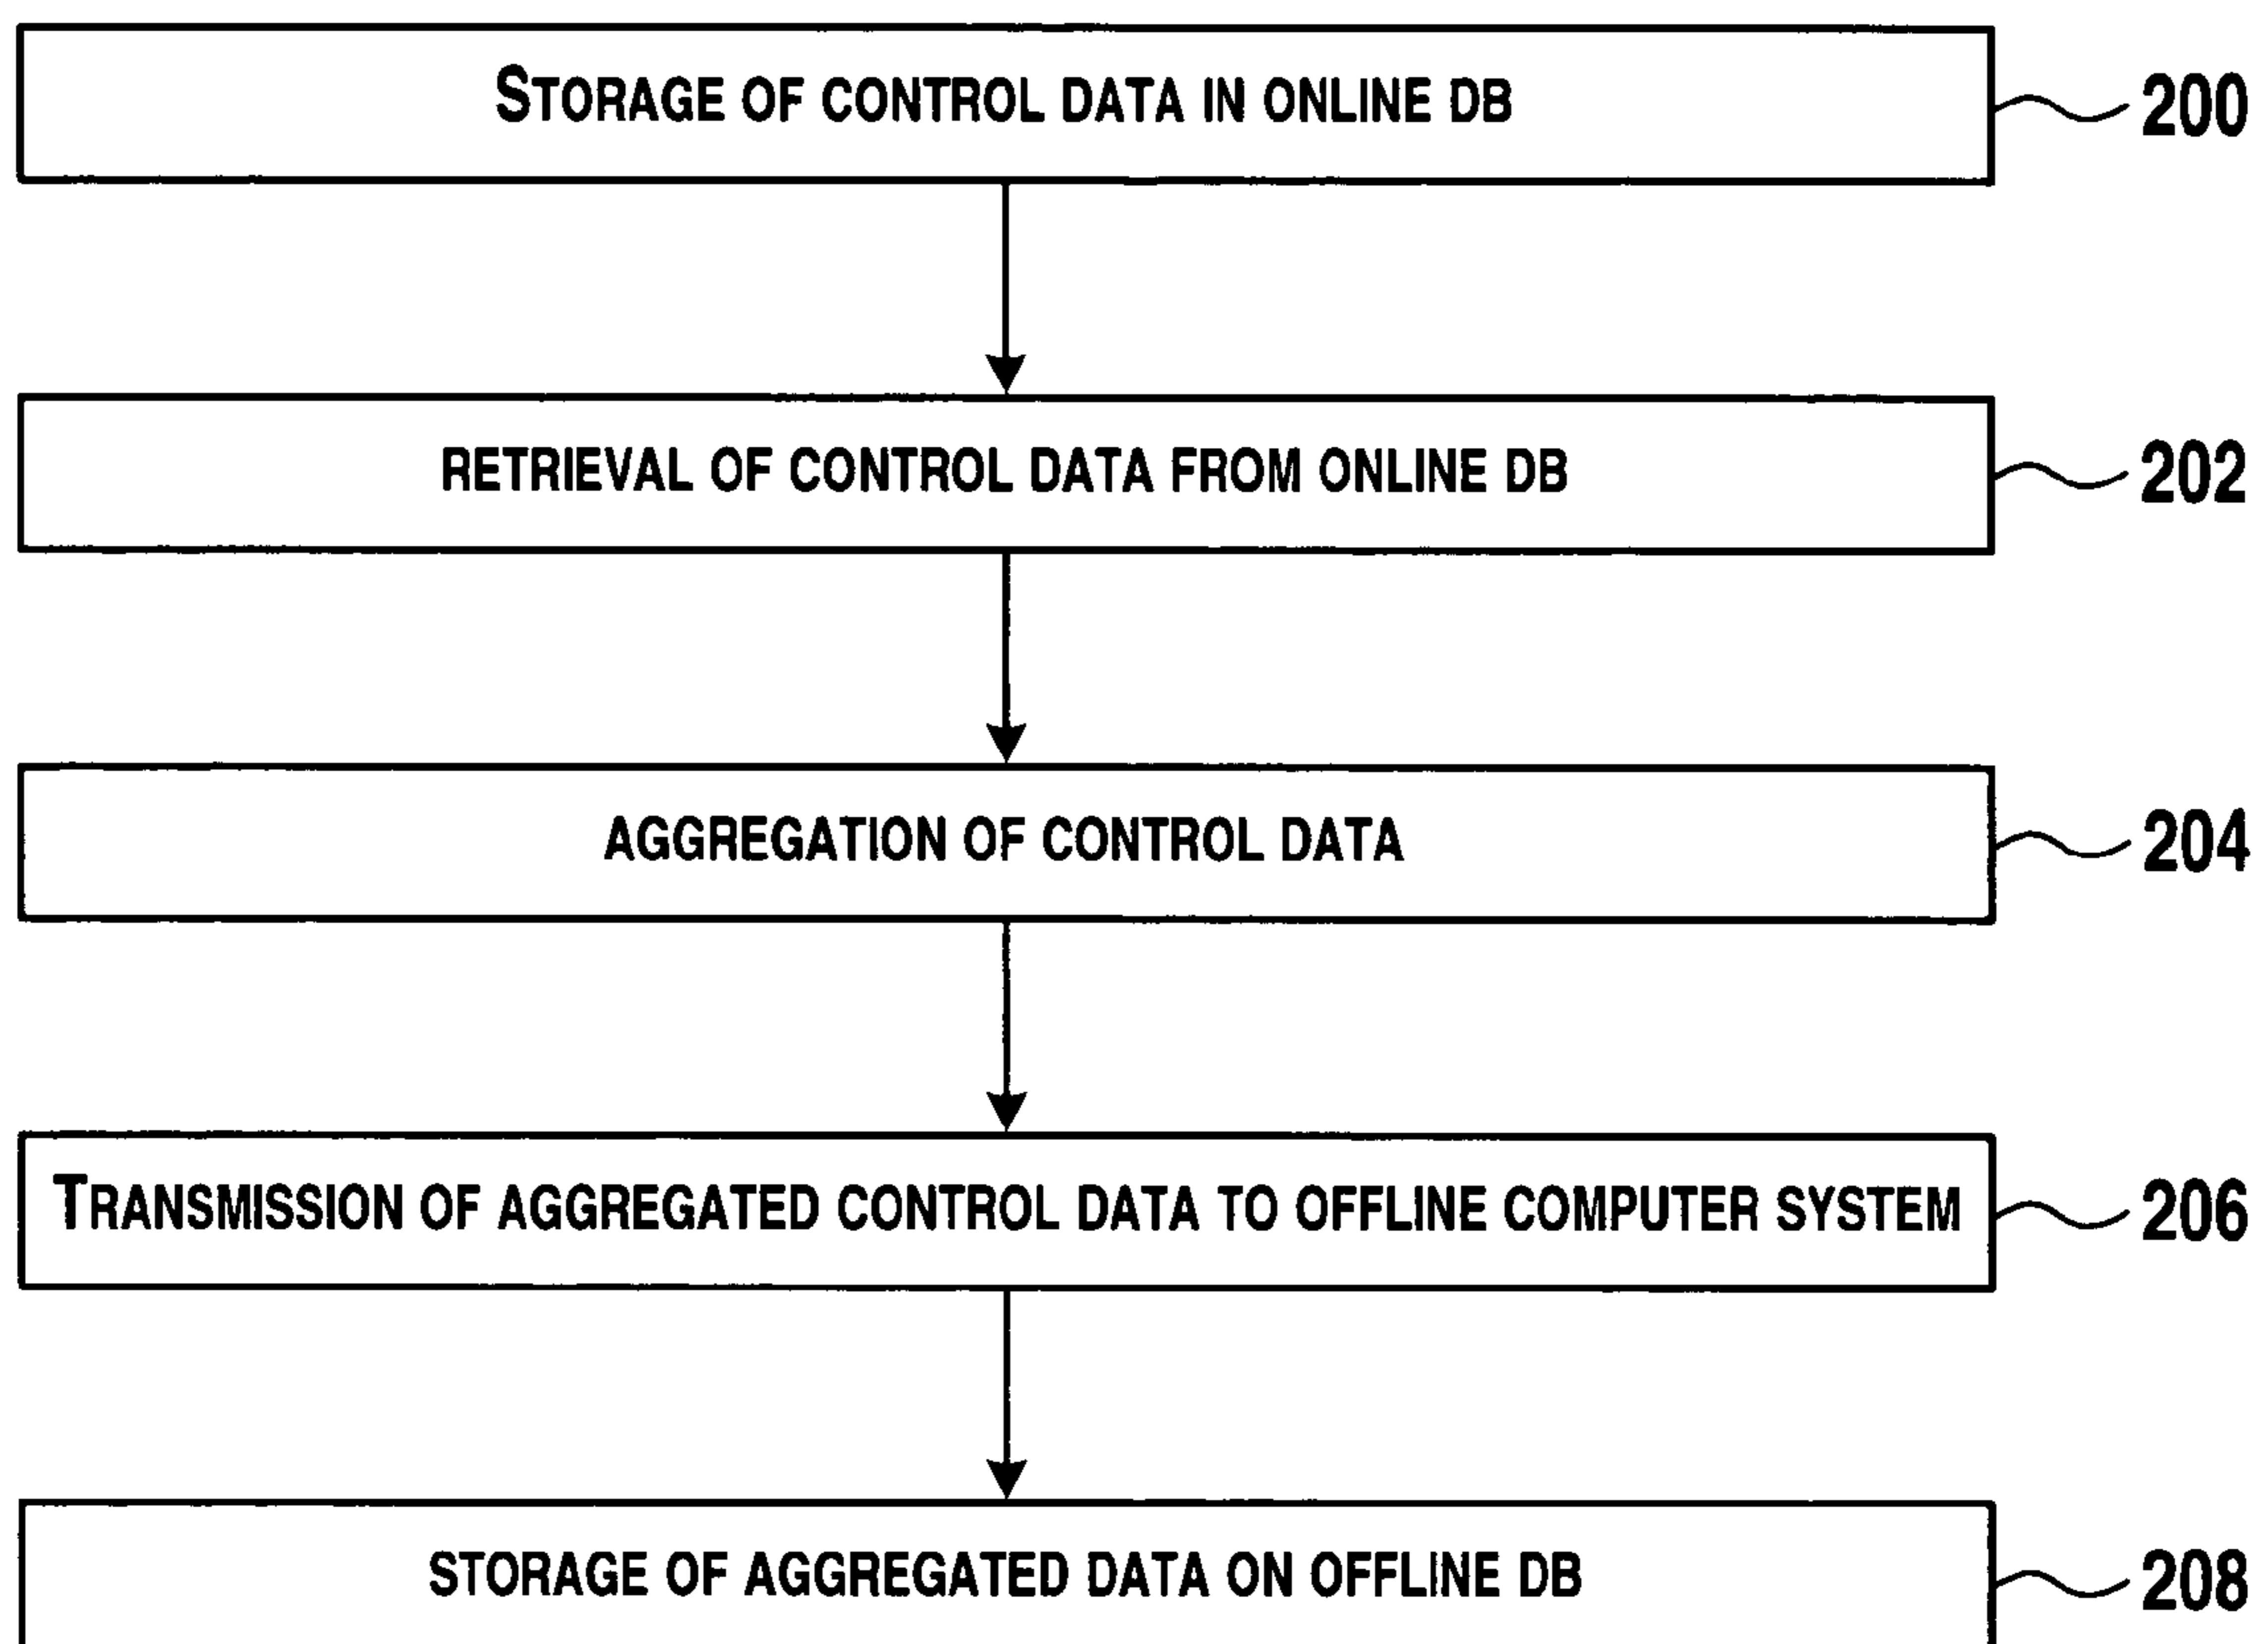 STORAGE OF CONTROL DATA IN ONLINE DB
200
RETRIEVAL OF CONTROL DATA FROM ONLINE DB
202
AGGREGATION OF CONTROL DATA
204
TRANSMISSION OF AGGREGATED CONTROL DATA TO OFFLINE COMPUTER SYSTEM
206
STORAGE OF AGGREGATED DATA ON OFFLINE DB
208